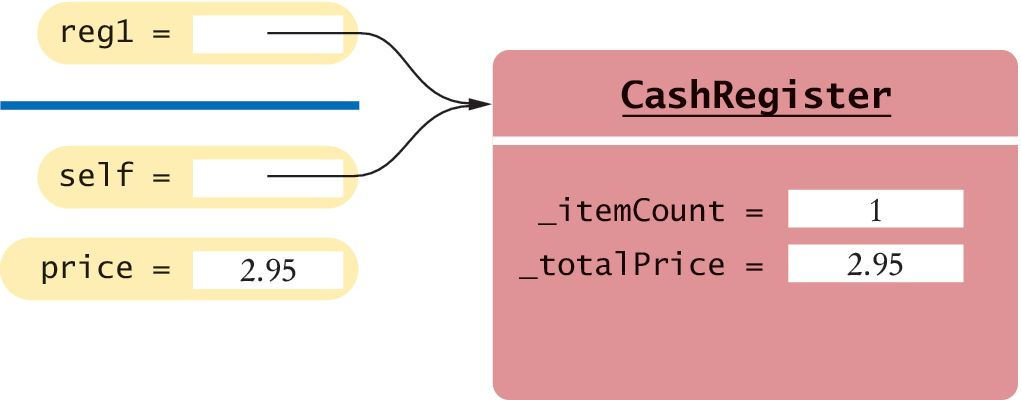 reg1 =
self =
price = 2.95
CashRegister
_itemCount = 1
_totalPrice = 2.95